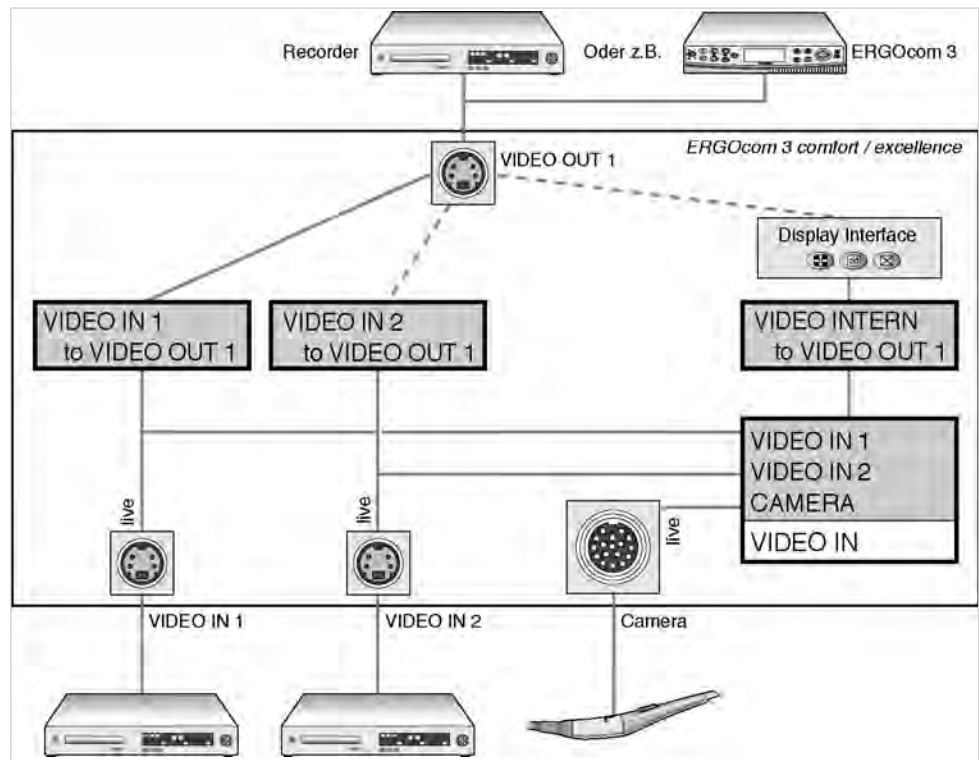 Recorder
Oder z.B.
ERGOcom 3
VIDEO OUT 1
ERGOcom 3 comfort / excellence
Display Interface
VIDEO IN 1
to VIDEO OUT 1
VIDEO IN 2
to VIDEO OUT 1
VIDEO INTERN
to VIDEO OUT 1
VIDEO IN 1
VIDEO IN 2
CAMERA
VIDEO IN
live
live
live
VIDEO IN 1
VIDEO IN 2
Camera